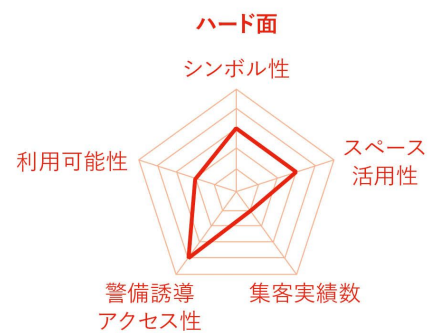 ハード面
シンボル性
スペース
活用性
利用可能性
警備誘導
アクセス性
集客実績数